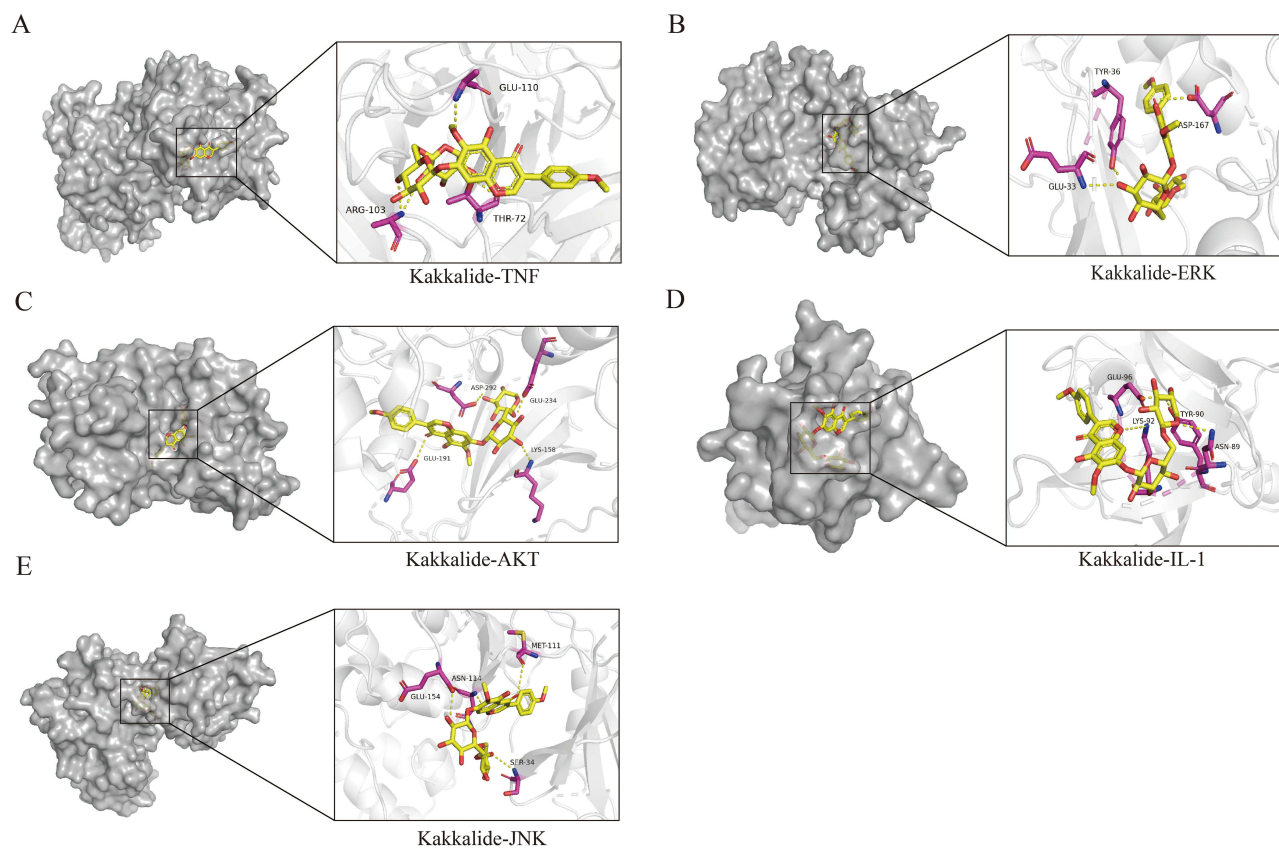 A
GLU-110
ARG-103
THR-72
Kakkalide-TNF
B
TYR-36
ASP-167
GLU-33
Kakkalide-ERK
C
ASP-292
GLU-234
GLU-191
LYS-158
Kakkalide-AKT
D
GLU-96
TYR-90
LYS-92
ASN-89
Kakkalide-IL-1
E
MET-111
ASN-114
GLU-154
SER-34
Kakkalide-JNK